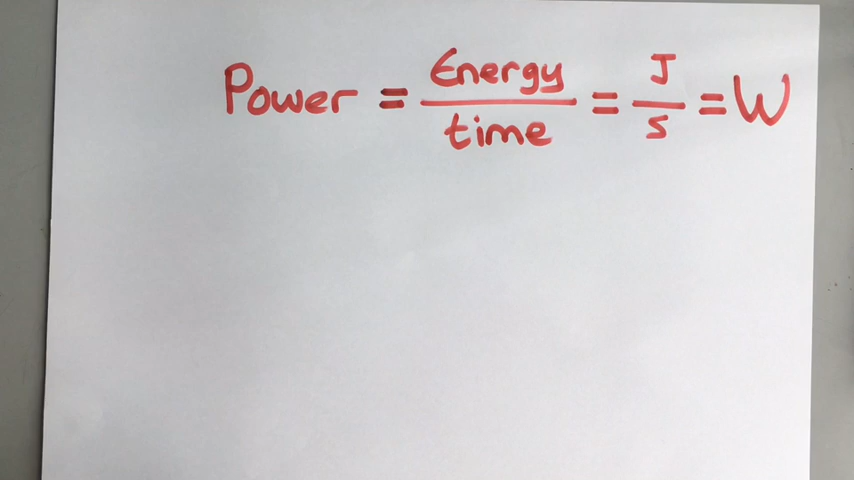 Power = Energy/time = J/s = W